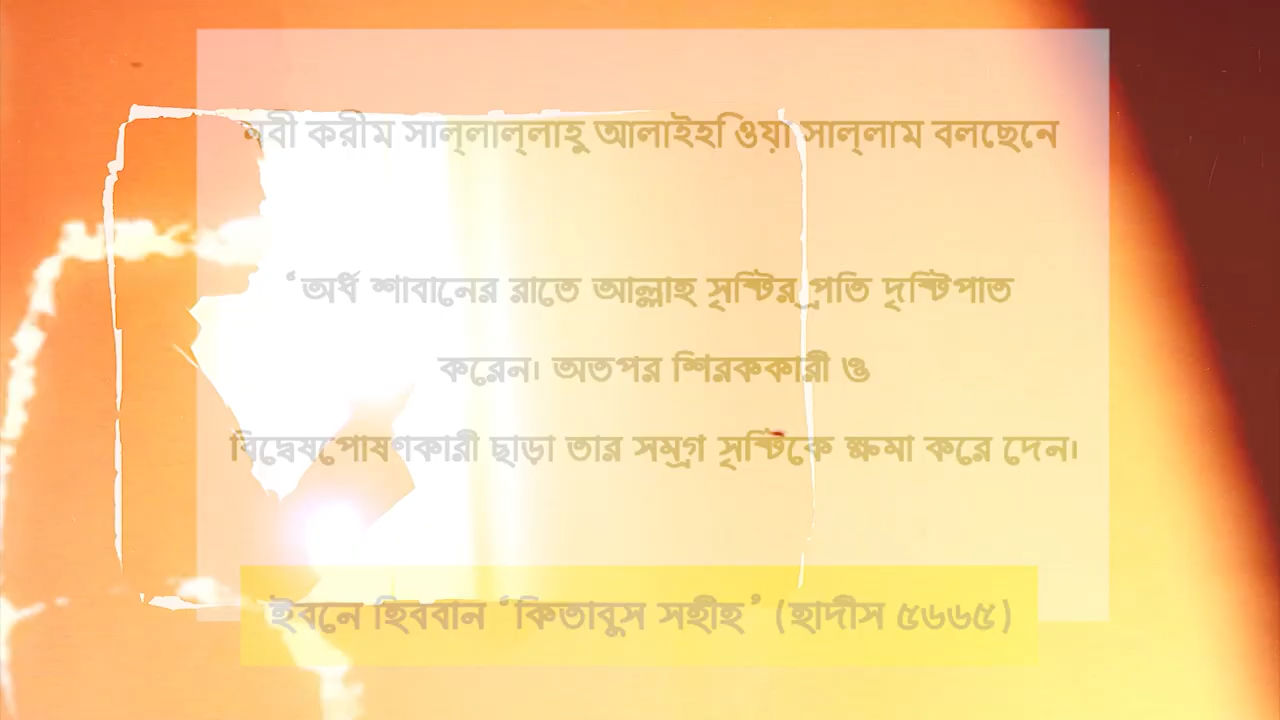 নবী করীম সাল্‌লাল্‌লাহু আলাইহি ওয়া সাল্‌লাম বলছেনে
‘অর্ধ শাবানের রাতে আল্লাহ সৃষ্টির প্রতি দৃষ্টিপাত
করেন। অতপর শিরককারী ও
বিদ্বেষপোষণকারী ছাড়া তার সমগ্র সৃষ্টিকে ক্ষমা করে দেন।
ইবনে হিববান ‘কিতাবুস সহীহ’ (হাদীস ৫৬৬৫)